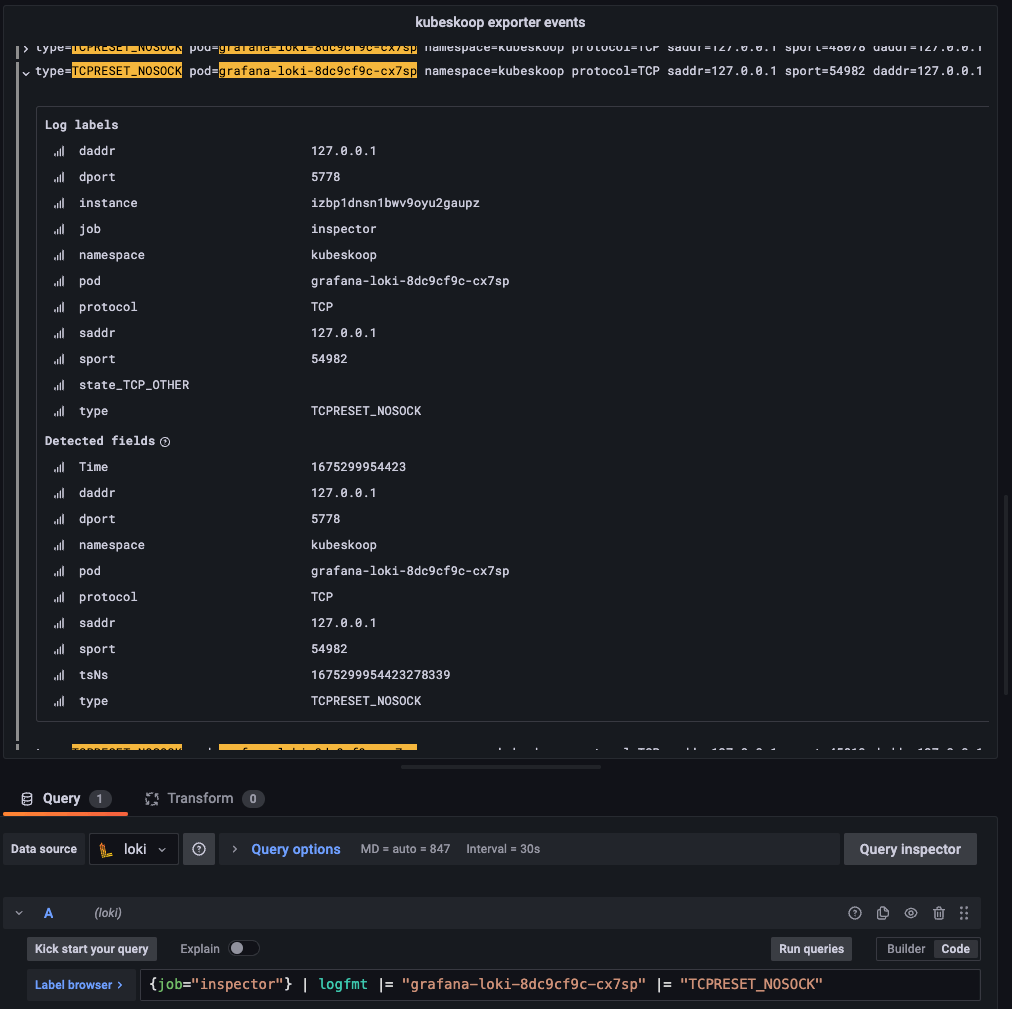 kubeskoop exporter events
type=TCPRESET_NOSOCK pod=grafana-loki-8dc9cf9c-cx7sp namespace=kubeskoop protocol=TCP saddr=127.0.0.1 sport=48078 daddr=127.0.0.1
type=TCPRESET_NOSOCK pod=grafana-loki-8dc9cf9c-cx7sp namespace=kubeskoop protocol=TCP saddr=127.0.0.1 sport=54982 daddr=127.0.0.1
Log labels
daddr 127.0.0.1
dport 5778
instance izbp1dnsn1bwv9oyu2gaupz
job inspector
namespace kubeskoop
pod grafana-loki-8dc9cf9c-cx7sp
protocol TCP
saddr 127.0.0.1
sport 54982
state_TCP_OTHER
type TCPRESET_NOSOCK
Detected fields
Time 1675299954423
daddr 127.0.0.1
dport 5778
namespace kubeskoop
pod grafana-loki-8dc9cf9c-cx7sp
protocol TCP
saddr 127.0.0.1
sport 54982
tsNs 1675299954423278339
type TCPRESET_NOSOCK
Query 1 Transform 0
Data source loki Query options MD = auto = 847 Interval = 30s Query inspector
A (loki)
Kick start your query Explain Run queries Builder Code
Label browser {job="inspector"} | logfmt |= "grafana-loki-8dc9cf9c-cx7sp" |= "TCPRESET_NOSOCK"